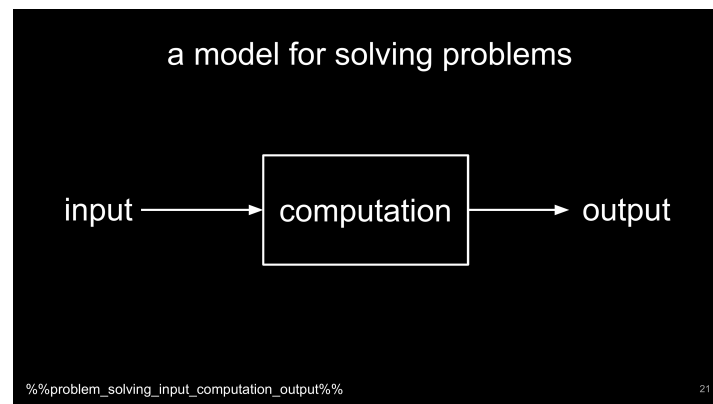 a model for solving problems
input computation output
%%problem_solving_input_computation_output%%
21